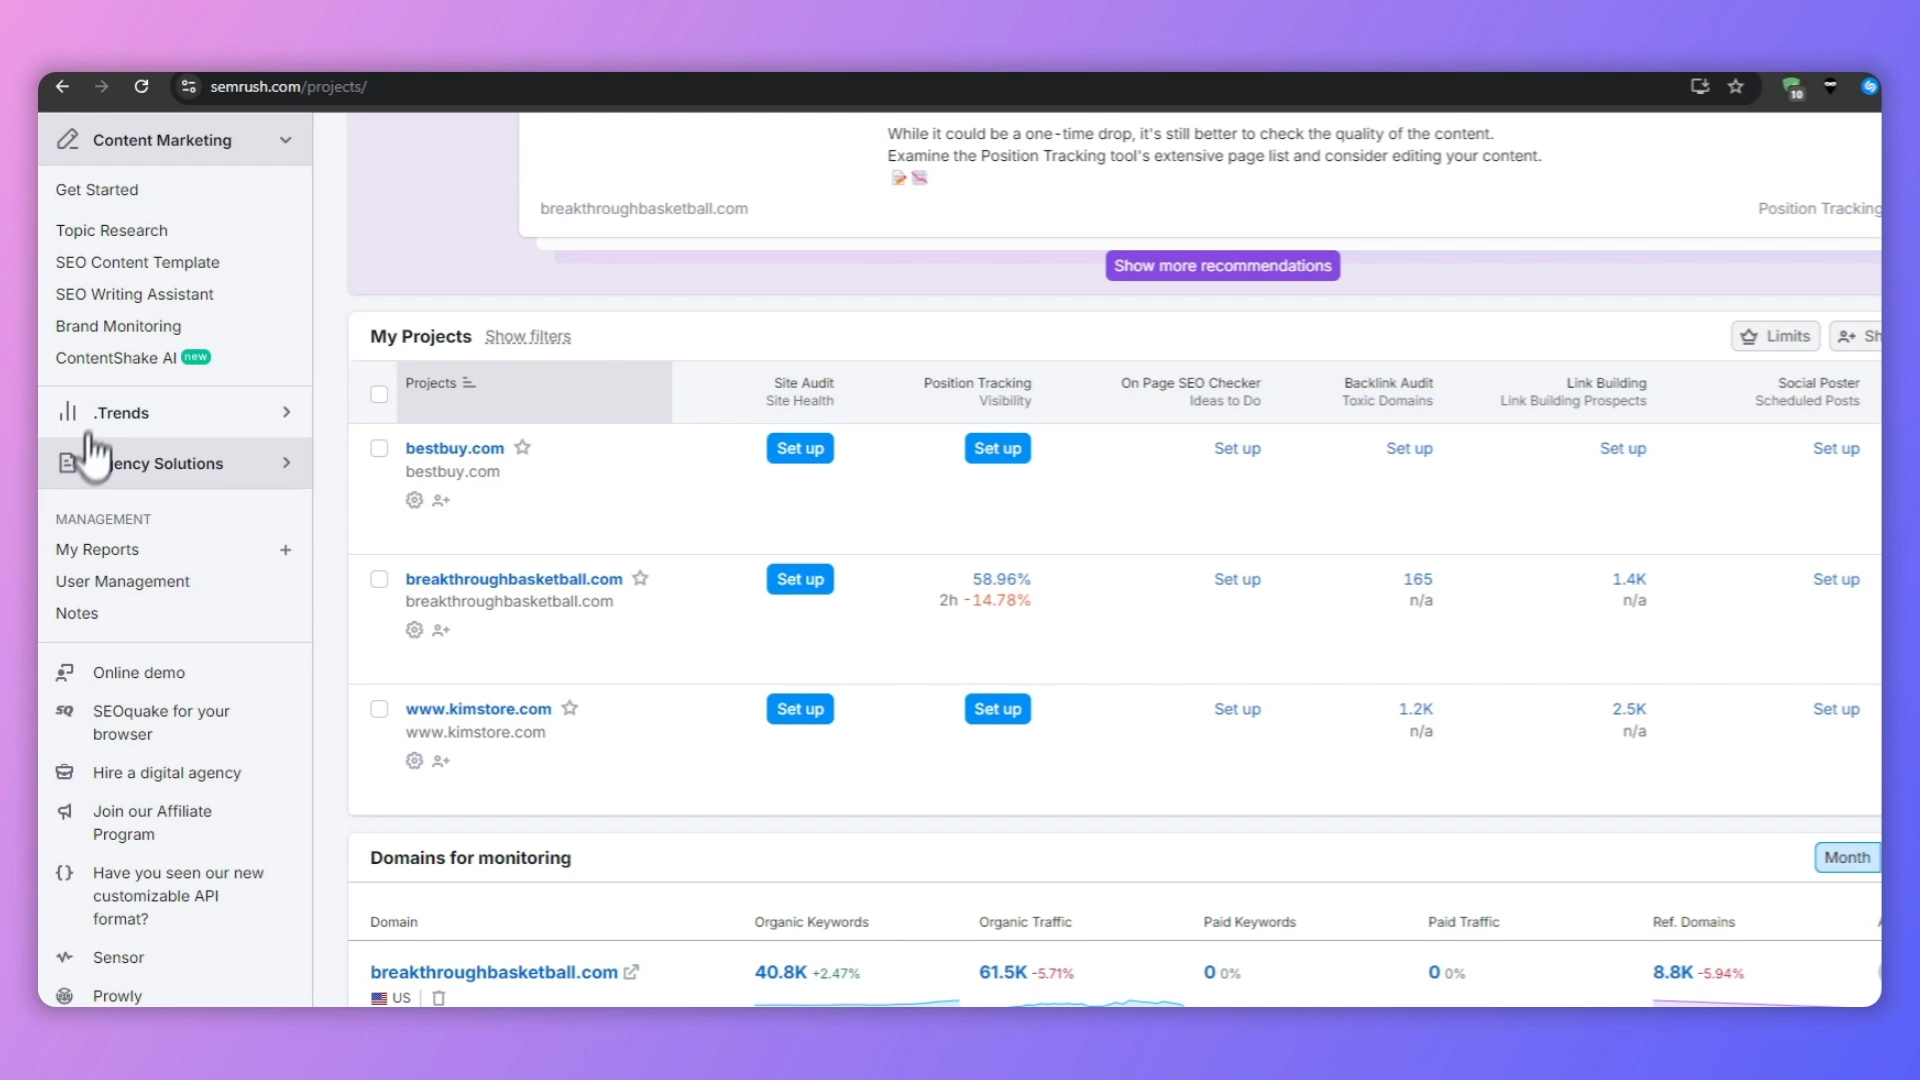 semrush.com/projects/
10
Content Marketing
Get Started
Topic Research
SEO Content Template
SEO Writing Assistant
Brand Monitoring
ContentShake AI new
.Trends
ency Solutions
MANAGEMENT
My Reports +
User Management
Notes
Online demo
SQ SEOquake for your
browser
Hire a digital agency
Join our Affiliate
Program
{} Have you seen our new
customizable API
format?
Sensor
Prowly
While it could be a one-time drop, it's still better to check the quality of the content.
Examine the Position Tracking tool's extensive page list and consider editing your content.
breakthroughbasketball.com Position Tracking
Show more recommendations
My Projects Show filters Limits Sh
Projects Site Audit Position Tracking On Page SEO Checker Backlink Audit Link Building Social Poster
Site Health Visibility Ideas to Do Toxic Domains Link Building Prospects Scheduled Posts
bestbuy.com Set up Set up Set up Set up Set up Set up
bestbuy.com
breakthroughbasketball.com Set up 58.96% Set up 165 1.4K Set up
breakthroughbasketball.com 2h -14.78% n/a n/a
www.kimstore.com Set up Set up Set up 1.2K 2.5K Set up
www.kimstore.com n/a n/a
Domains for monitoring Month
Domain Organic Keywords Organic Traffic Paid Keywords Paid Traffic Ref. Domains
breakthroughbasketball.com 40.8K +2.47% 61.5K -5.71% 0 0% 0 0% 8.8K -5.94%
US